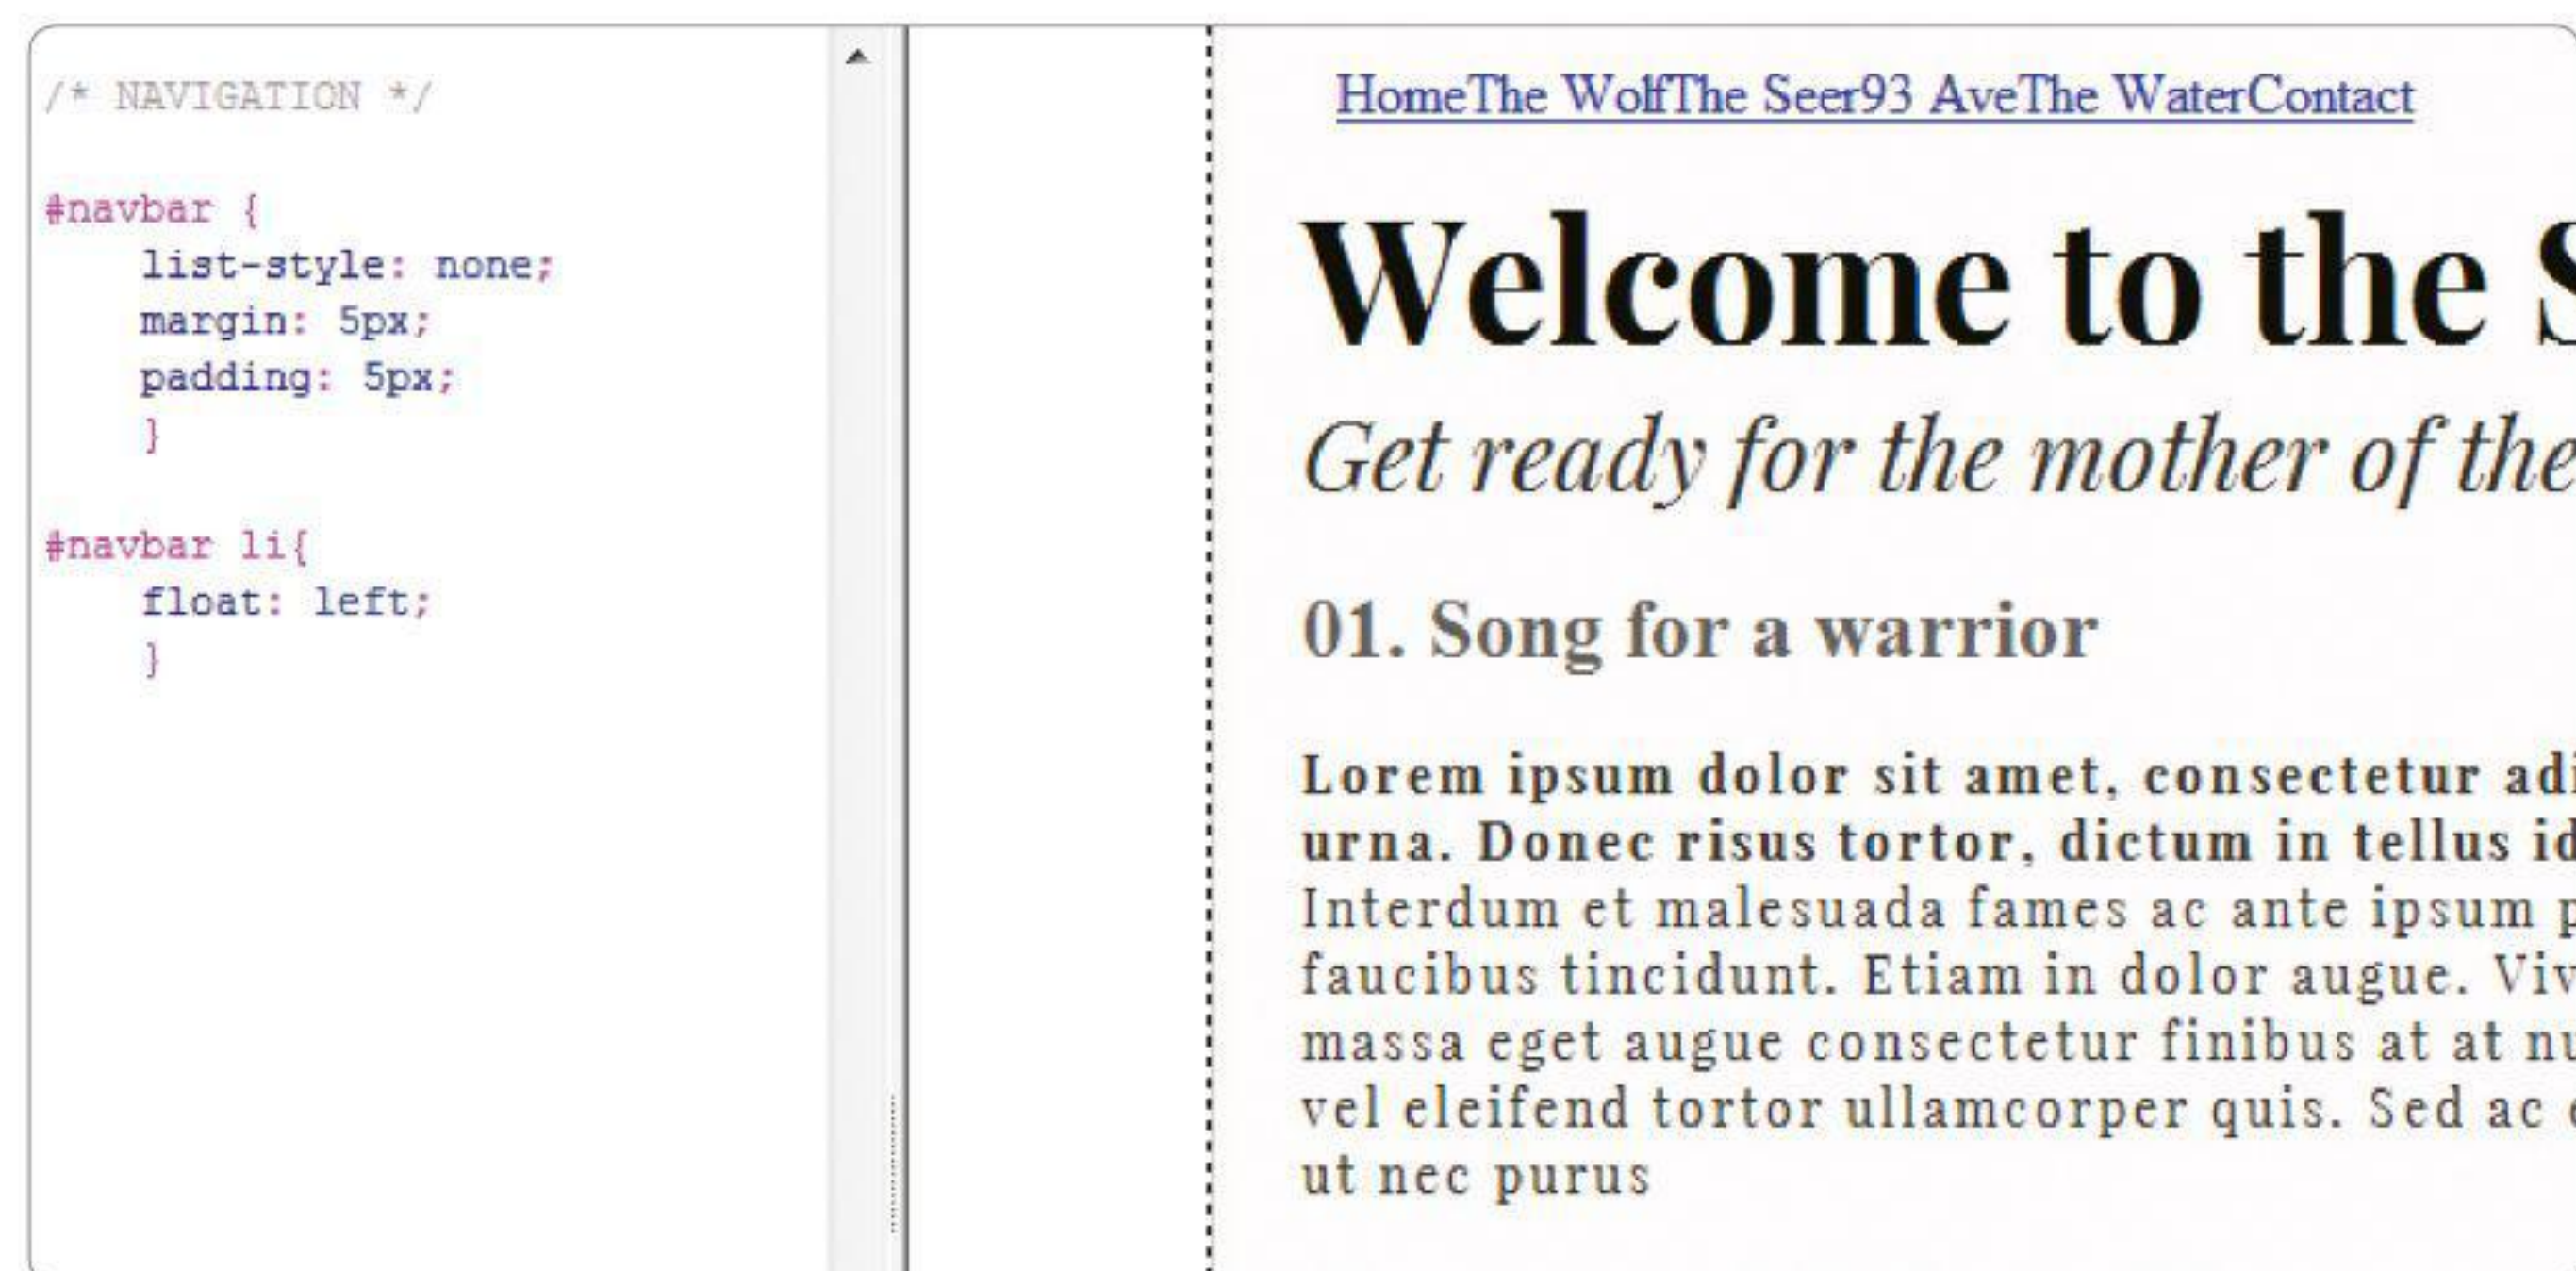 /* NAVIGATION */
#navbar {
list-style: none;
margin: 5px;
padding: 5px;
}
#navbar li{
float: left;
}
HomeThe WolfThe Seer93 AveThe WaterContact
Welcome to the S
Get ready for the mother of the
01. Song for a warrior
Lorem ipsum dolor sit amet, consectetur adi
urna. Donec risus tortor, dictum in tellus id
Interdum et malesuada fames ac ante ipsum p
faucibus tincidunt. Etiam in dolor augue. Viv
massa eget augue consectetur finibus at at nu
vel eleifend tortor ullamcorper quis. Sed ac
ut nec purus